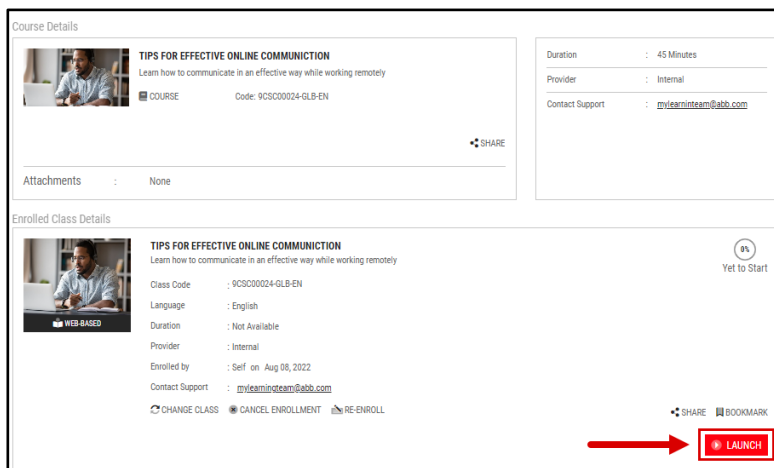 Course Details
TIPS FOR EFFECTIVE ONLINE COMMUNICTION
Learn how to communicate in an effective way while working remotely
COURSE Code: 9CSC00024-GLB-EN
SHARE
Attachments : None
Duration : 45 Minutes
Provider : Internal
Contact Support : mylearninteam@abb.com
Enrolled Class Details
TIPS FOR EFFECTIVE ONLINE COMMUNICTION
Learn how to communicate in an effective way while working remotely
WEB-BASED
Class Code : 9CSC00024-GLB-EN
Language : English
Duration : Not Available
Provider : Internal
Enrolled by : Self on Aug 08, 2022
Contact Support : mylearningteam@abb.com
CHANGE CLASS CANCEL ENROLLMENT RE-ENROLL
0%
Yet to Start
SHARE BOOKMARK
LAUNCH